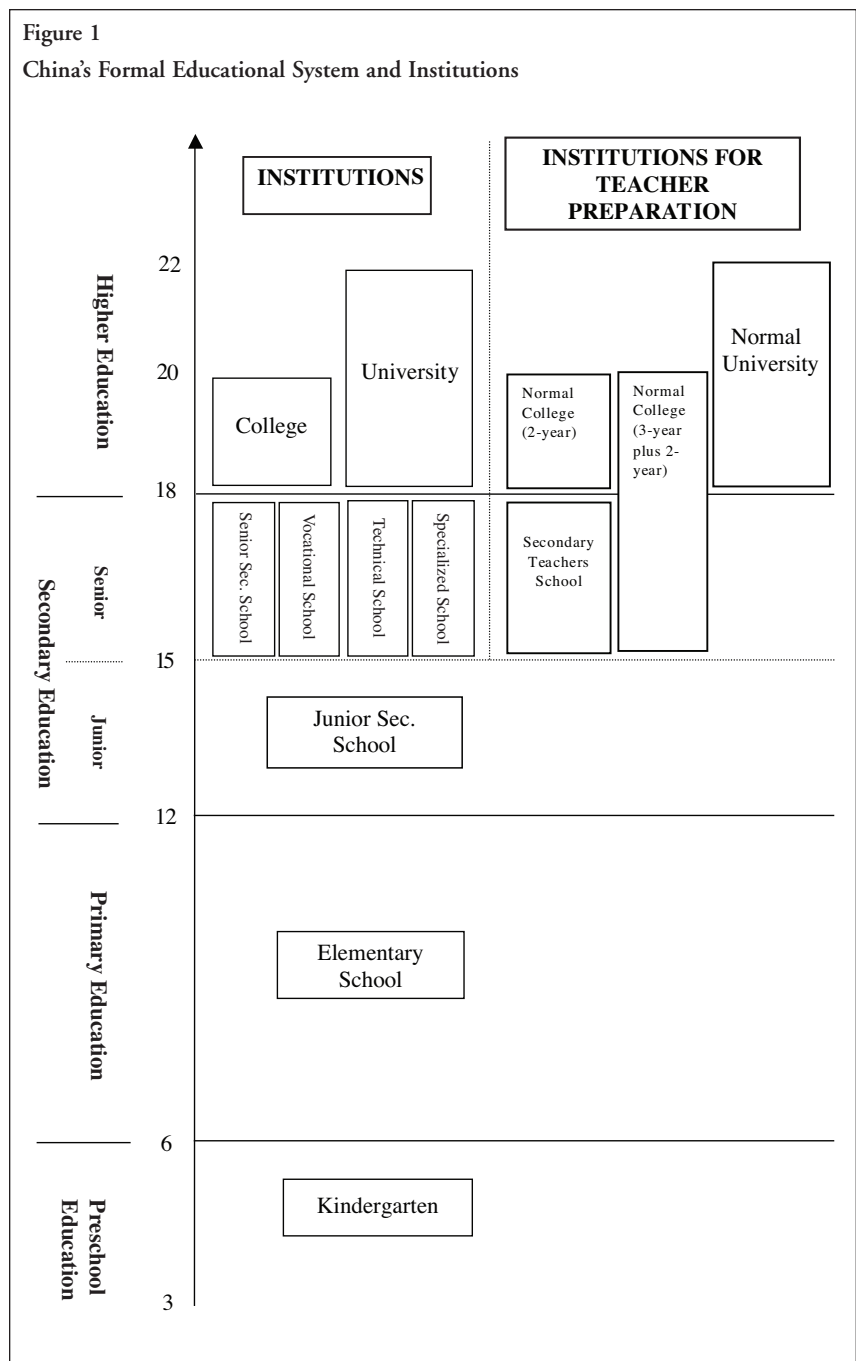 Figure 1
China's Formal Educational System and Institutions
INSTITUTIONS
INSTITUTIONS FOR
TEACHER
PREPARATION
Higher Education
22
20
18
University
College
Normal
University
Normal
College
(2-year)
Normal
College
(3-year
plus 2-
year)
Secondary Education
Senior
Senior Sec. School
Vocational School
Technical School
Specialized School
Secondary
Teachers
School
15
Junior
Junior Sec.
School
12
Primary Education
Elementary
School
6
Preschool
Education
Kindergarten
3